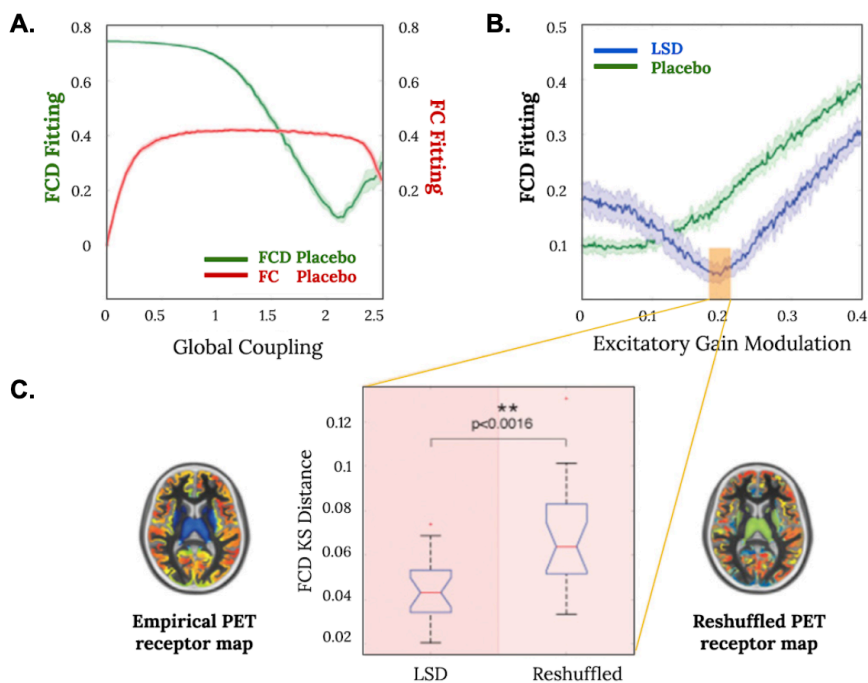 A.
0.8
0.6
0.4
0.2
0
FCD Fitting
0.8
0.6
0.4
0.2
FC Fitting
FCD Placebo
FC Placebo
0
0.5
1
1.5
2
2.5
Global Coupling
B.
0.5
0.4
0.3
0.2
0.1
FCD Fitting
LSD
Placebo
0
0.1
0.2
0.3
0.4
Excitatory Gain Modulation
C.
0.12
0.1
0.08
0.06
0.04
0.02
FCD KS Distance
**
p<0.0016
LSD
Reshuffled
Empirical PET
receptor map
Reshuffled PET
receptor map